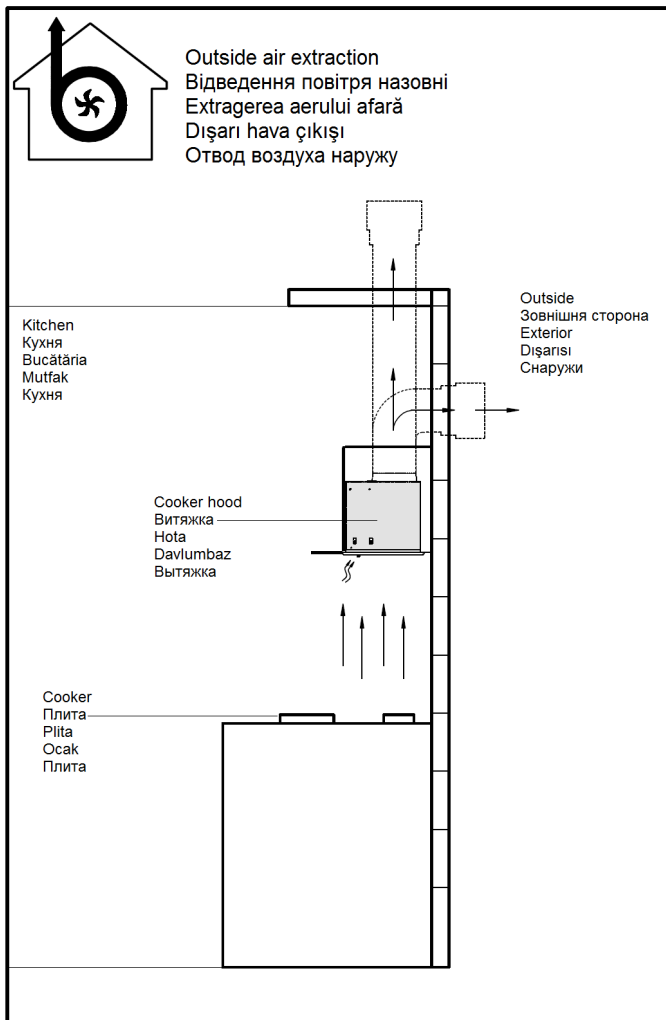 Outside air extraction
Відведення повітря назовні
Extragerea aerului afară
Dışarı hava çıkışı
Отвод воздуха наружу
Outside
Зовнішня сторона
Exterior
Dışarısı
Снаружи
Kitchen
Кухня
Bucătăria
Mutfak
Кухня
Cooker hood
Витяжка
Hota
Davlumbaz
Вытяжка
Cooker
Плита
Plita
Ocak
Плита